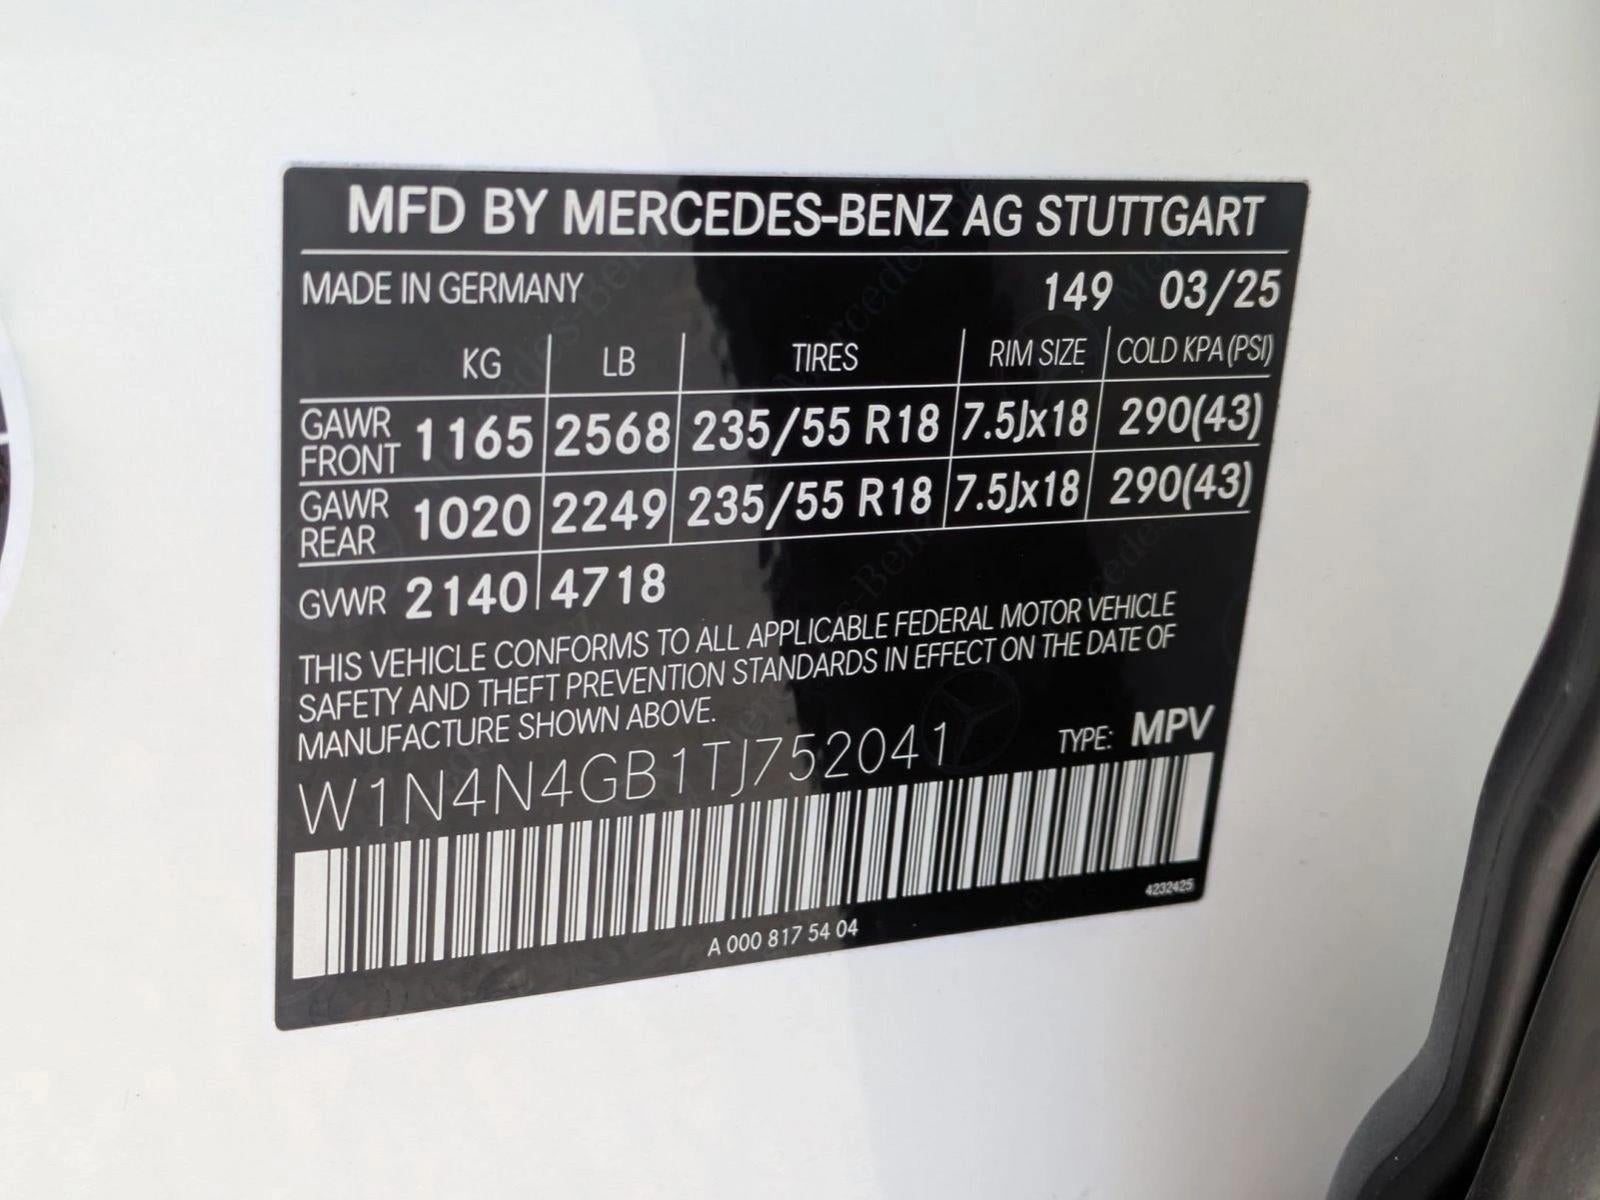 MFD BY MERCEDES-BENZ AG STUTTGART
MADE IN GERMANY 149 03/25
KG LB TIRES RIM SIZE COLD KPA (PSI)
GAWR FRONT 1165 2568 235/55 R18 7.5Jx18 290(43)
GAWR REAR 1020 2249 235/55 R18 7.5Jx18 290(43)
GVWR 2140 4718
THIS VEHICLE CONFORMS TO ALL APPLICABLE FEDERAL MOTOR VEHICLE
SAFETY AND THEFT PREVENTION STANDARDS IN EFFECT ON THE DATE OF
MANUFACTURE SHOWN ABOVE.
W1N4N4GB1TJ752041 TYPE: MPV
4232425
A 000 817 54 04